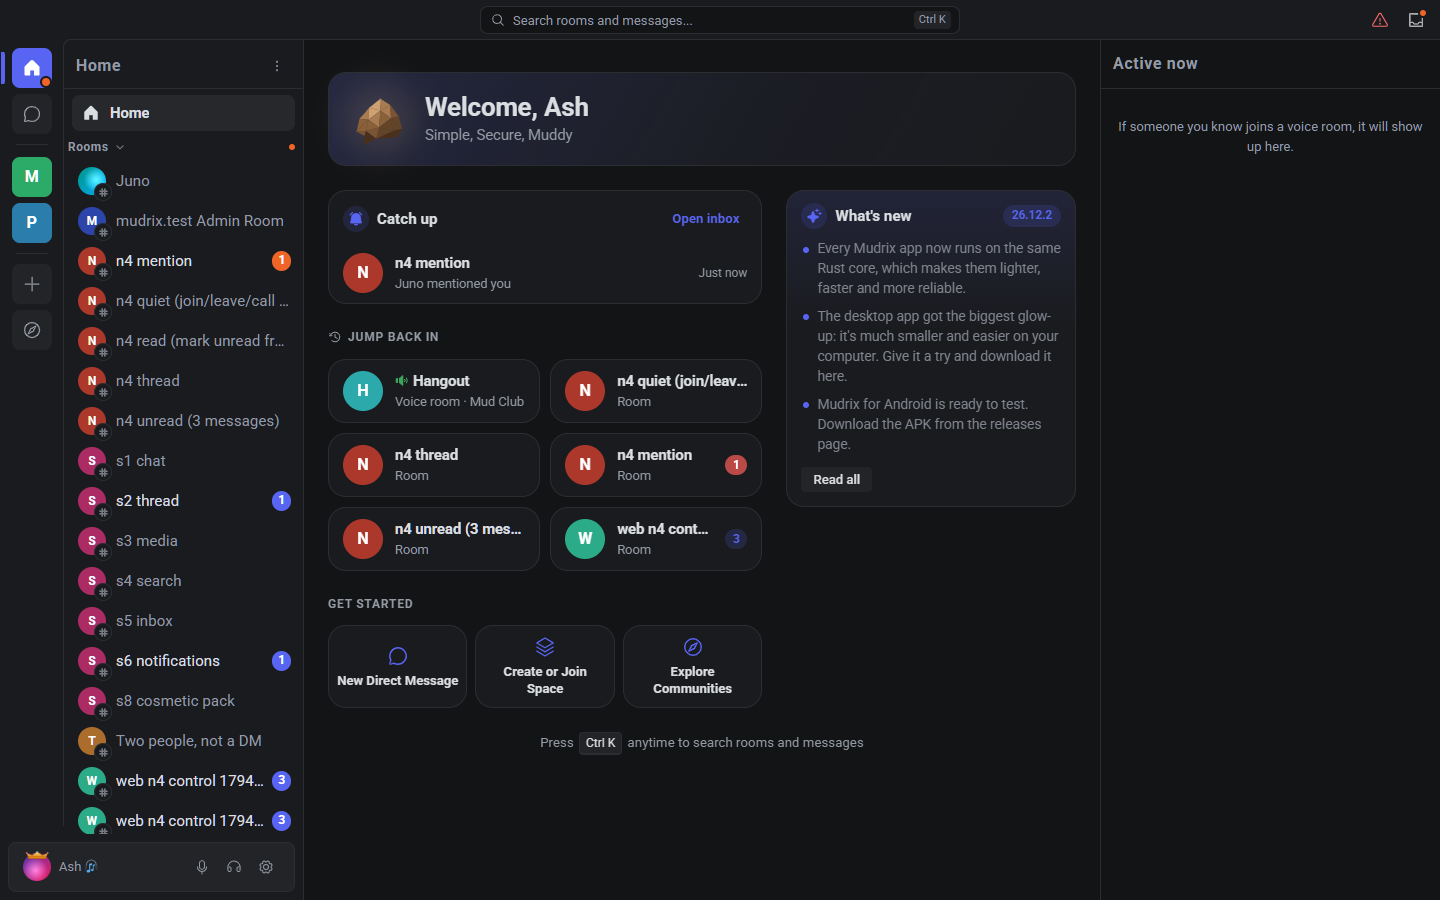 Search rooms and messages...
Ctrl K
Home
Home
Rooms
Juno
M
mudrix.test Admin Room
N
n4 mention
1
N
n4 quiet (join/leave/call ...
N
n4 read (mark unread fr...
N
n4 thread
N
n4 unread (3 messages)
S
s1 chat
S
s2 thread
1
S
s3 media
S
s4 search
S
s5 inbox
S
s6 notifications
1
S
s8 cosmetic pack
T
Two people, not a DM
W
web n4 control 1794...
3
W
web n4 control 1794...
3
M
P
Ash
Welcome, Ash
Simple, Secure, Muddy
Catch up
Open inbox
N
n4 mention
Juno mentioned you
Just now
JUMP BACK IN
H
Hangout
Voice room · Mud Club
N
n4 quiet (join/leav...
Room
N
n4 thread
Room
N
n4 mention
Room
1
N
n4 unread (3 mes...
Room
W
web n4 cont...
Room
3
GET STARTED
New Direct Message
Create or Join
Space
Explore
Communities
Press Ctrl K anytime to search rooms and messages
What's new
26.12.2
Every Mudrix app now runs on the same
Rust core, which makes them lighter,
faster and more reliable.
The desktop app got the biggest glow-
up: it's much smaller and easier on your
computer. Give it a try and download it
here.
Mudrix for Android is ready to test.
Download the APK from the releases
page.
Read all
Active now
If someone you know joins a voice room, it will show
up here.